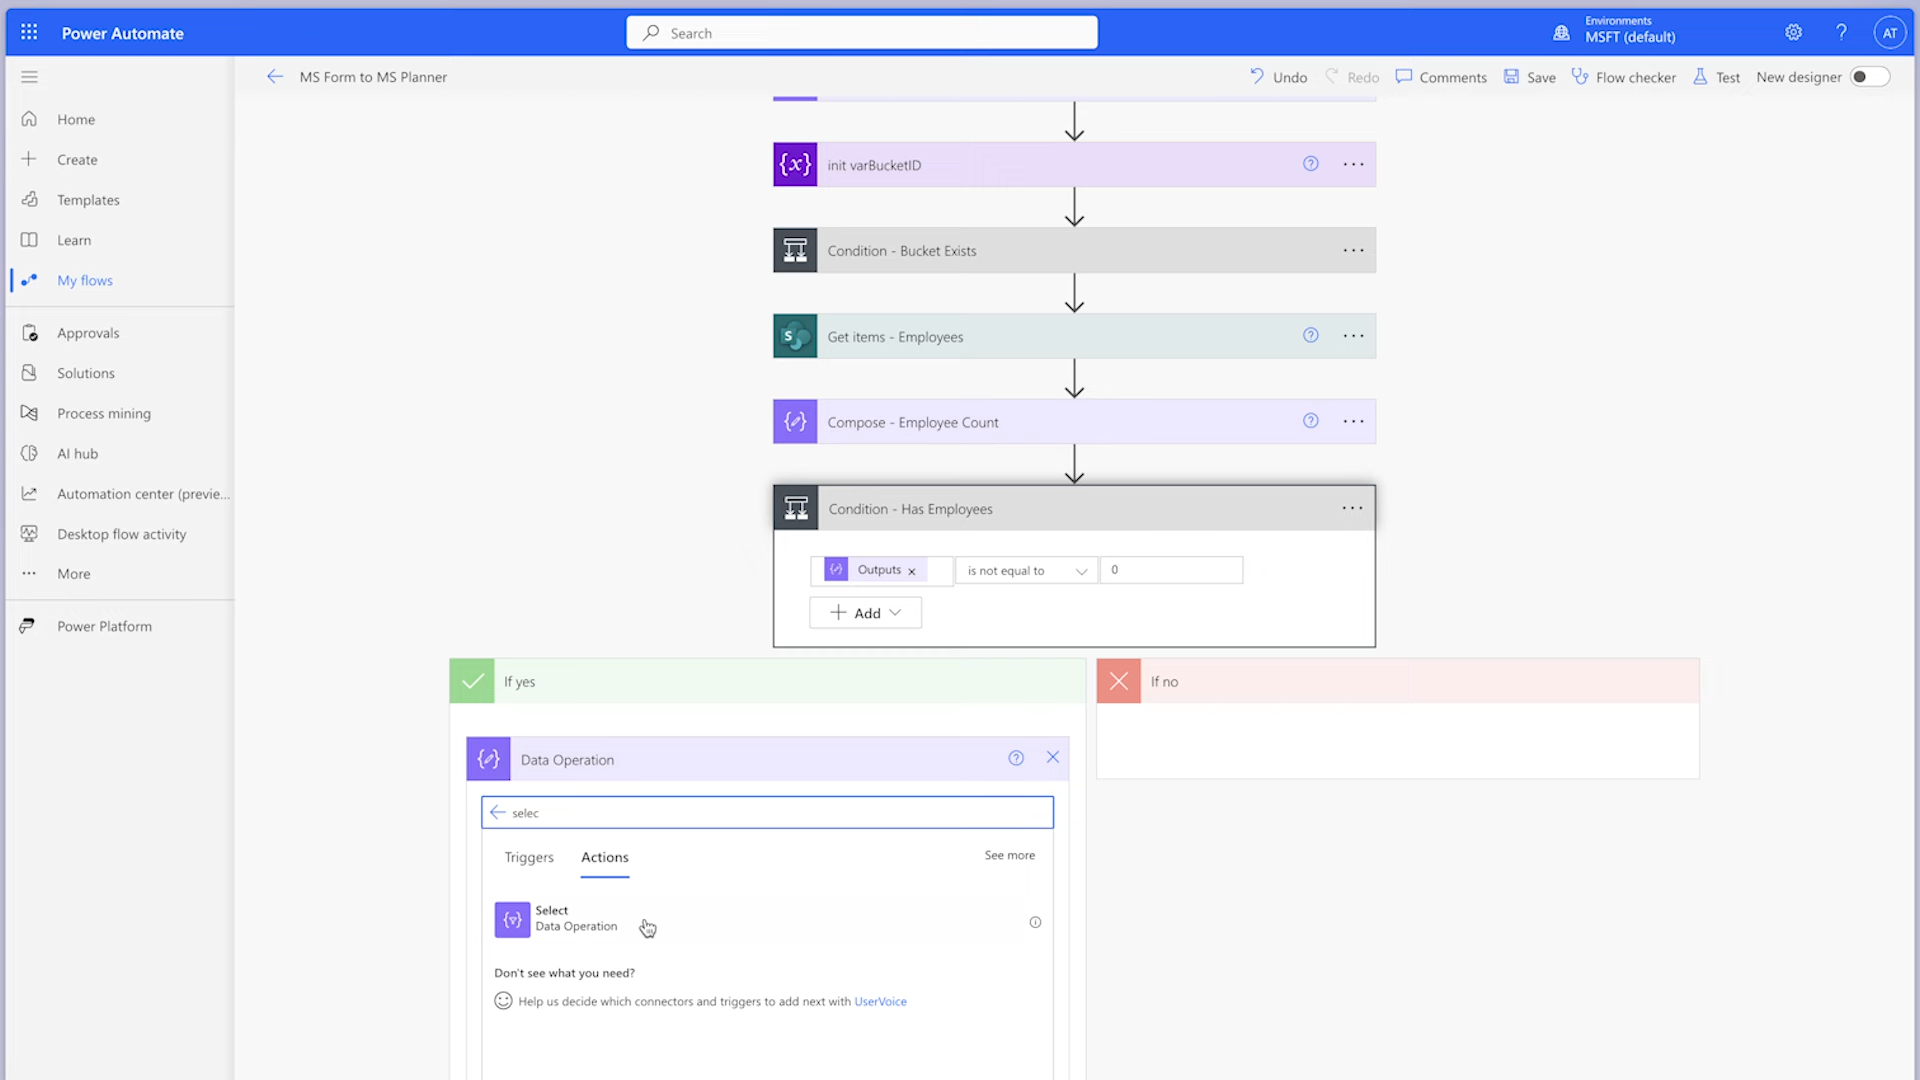 Power Automate
Search
Environments
MSFT (default)
?
AT
MS Form to MS Planner
Undo
Redo
Comments
Save
Flow checker
Test
New designer
Home
Create
Templates
Learn
My flows
Approvals
Solutions
Process mining
AI hub
Automation center (previe...
Desktop flow activity
More
Power Platform
{x} init varBucketID
?
Condition - Bucket Exists
S Get items - Employees
?
Compose - Employee Count
?
Condition - Has Employees
Outputs
is not equal to
0
Add
If yes
If no
Data Operation
?
selec
Triggers
Actions
See more
Select
Data Operation
Don't see what you need?
Help us decide which connectors and triggers to add next with UserVoice